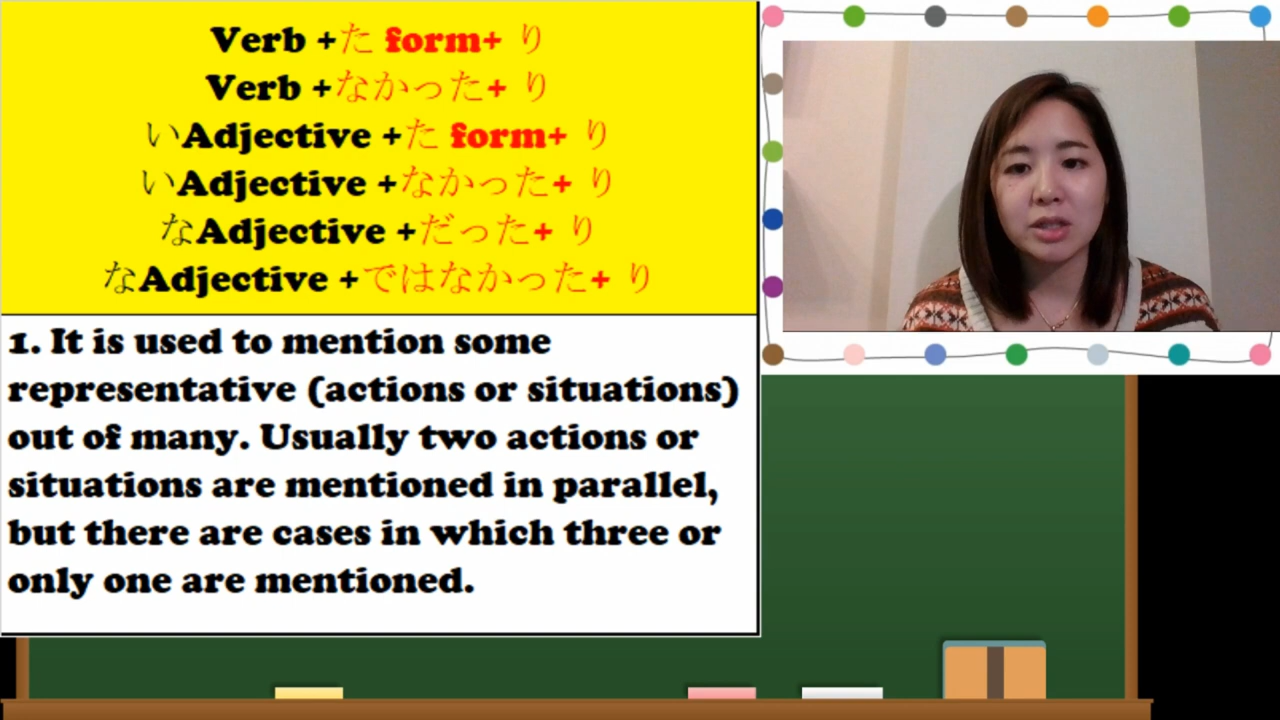 Verb +た form+ り
Verb +なかった+ り
いAdjective +た form+ り
いAdjective +なかった+ り
なAdjective +だった+ り
なAdjective +ではなかった+ り
1. It is used to mention some
representative (actions or situations)
out of many. Usually two actions or
situations are mentioned in parallel,
but there are cases in which three or
only one are mentioned.